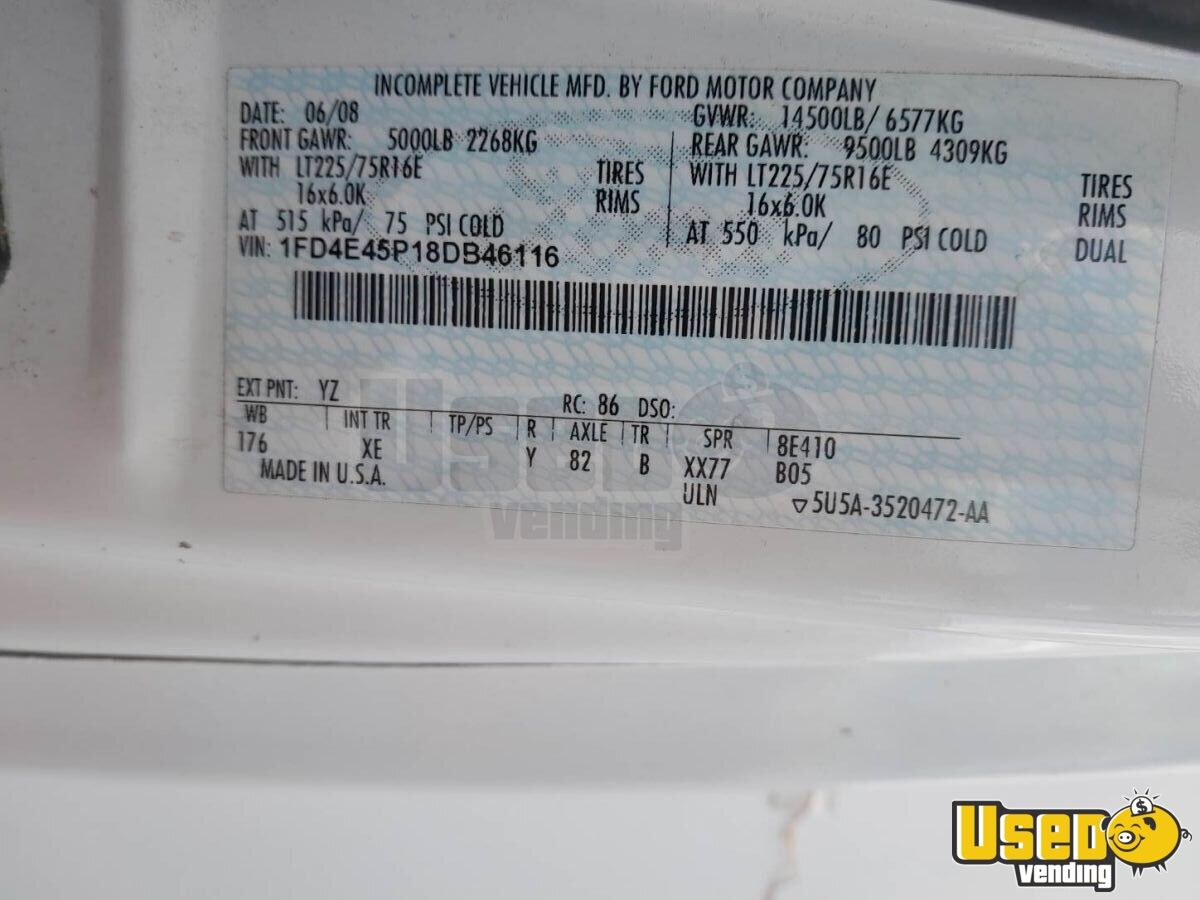 INCOMPLETE VEHICLE MFD. BY FORD MOTOR COMPANY
DATE: 06/08 GVWR: 14500LB/ 6577KG
FRONT GAWR: 5000LB 2268KG REAR GAWR: 9500LB 4309KG
WITH LT225/75R16E TIRES WITH LT225/75R16E TIRES
16x6.0K RIMS 16x6.0K RIMS
AT 515 kPa/ 75 PSI COLD AT 550 kPa/ 80 PSI COLD DUAL
VIN: 1FD4E45P18DB46116
EXT PNT: YZ RC: 86 DSO:
WB INT TR TP/PS R AXLE TR SPR 8E410
176 XE Y 82 B XX77 B05
MADE IN U.S.A. ULN ▽5U5A-3520472-AA
USED
vending
USED
vending